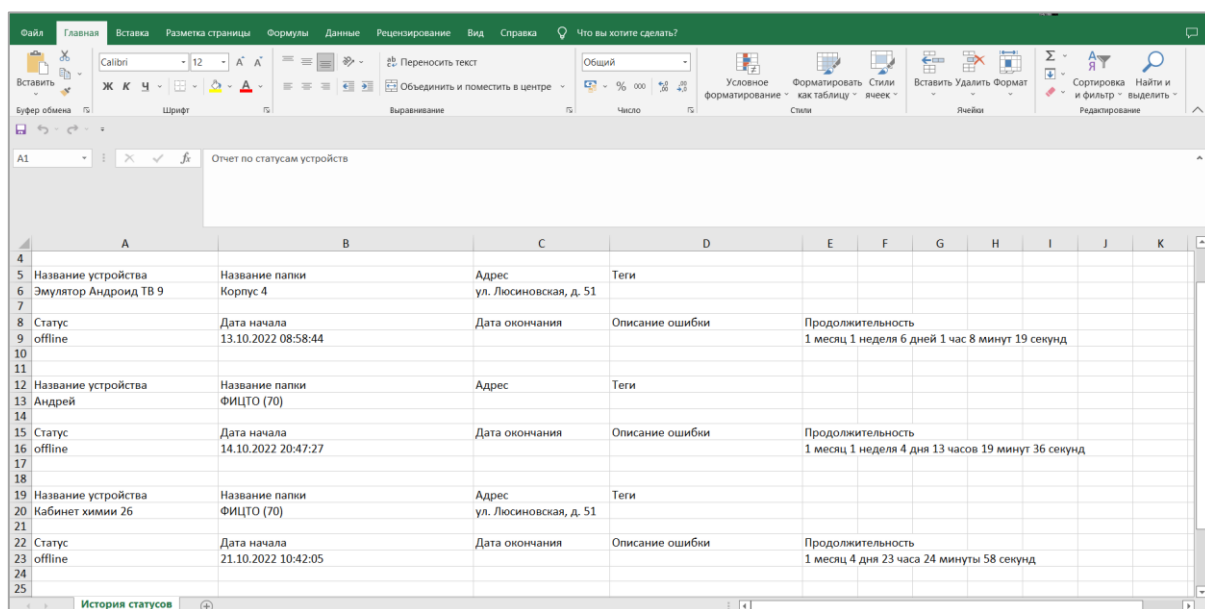 Файл Главная Вставка Разметка страницы Формулы Данные Рецензирование Вид Справка Что вы хотите сделать?
Вставить Calibri 12 Ж К Ч Переносить текст Объединить и поместить в центре Общий % 000 Условное форматирование Форматировать как таблицу Стили ячеек Вставить Удалить Формат Сортировка и фильтр Найти и выделить
Буфер обмена Шрифт Выравнивание Число Стили Ячейки Редактирование
A1 fx Отчет по статусам устройств
A B C D E F G H I J K
4
5 Название устройства Название папки Адрес Теги
6 Эмулятор Андроид ТВ 9 Корпус 4 ул. Люсиновская, д. 51
7
8 Статус Дата начала Дата окончания Описание ошибки Продолжительность
9 offline 13.10.2022 08:58:44 1 месяц 1 неделя 6 дней 1 час 8 минут 19 секунд
10
11
12 Название устройства Название папки Адрес Теги
13 Андрей ФИЦТО (70)
14
15 Статус Дата начала Дата окончания Описание ошибки Продолжительность
16 offline 14.10.2022 20:47:27 1 месяц 1 неделя 4 дня 13 часов 19 минут 36 секунд
17
18
19 Название устройства Название папки Адрес Теги
20 Кабинет химии 26 ФИЦТО (70) ул. Люсиновская, д. 51
21
22 Статус Дата начала Дата окончания Описание ошибки Продолжительность
23 offline 21.10.2022 10:42:05 1 месяц 4 дня 23 часа 24 минуты 58 секунд
24
25
История статусов